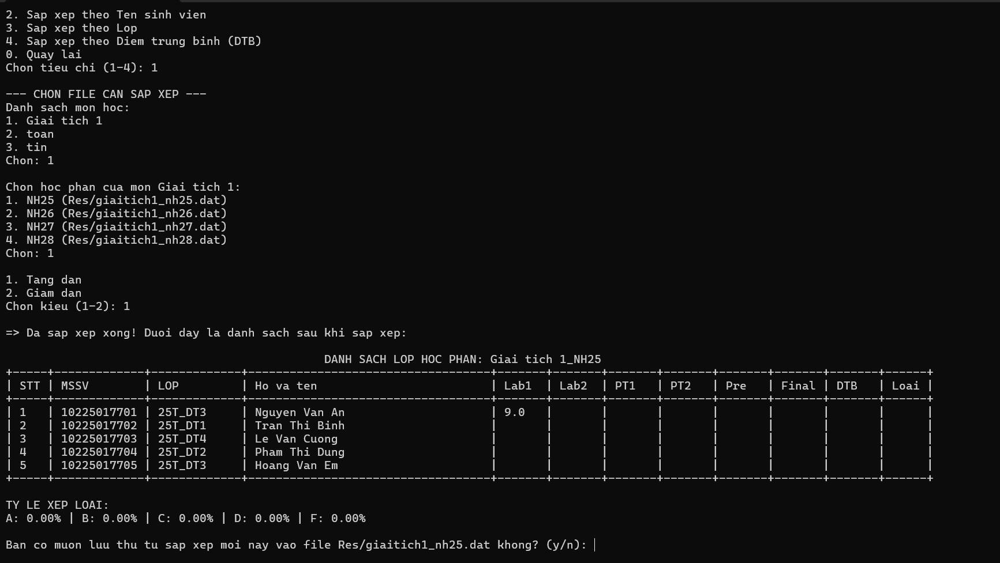 2. Sap xep theo Ten sinh vien
3. Sap xep theo Lop
4. Sap xep theo Diem trung binh (DTB)
0. Quay lai
Chon tieu chi (1-4): 1
--- CHON FILE CAN SAP XEP ---
Danh sach mon hoc:
1. Giai tich 1
2. toan
3. tin
Chon: 1
Chon hoc phan cua mon Giai tich 1:
1. NH25 (Res/giaitich1_nh25.dat)
2. NH26 (Res/giaitich1_nh26.dat)
3. NH27 (Res/giaitich1_nh27.dat)
4. NH28 (Res/giaitich1_nh28.dat)
Chon: 1
1. Tang dan
2. Giam dan
Chon kieu (1-2): 1
=> Da sap xep xong! Duoi day la danh sach sau khi sap xep:
DANH SACH LOP HOC PHAN: Giai tich 1_NH25
| STT | MSSV | LOP | Ho va ten | Lab1 | Lab2 | PT1 | PT2 | Pre | Final | DTB | Loai |
| 1 | 10225017701 | 25T_DT3 | Nguyen Van An | 9.0 | | | | | | | |
| 2 | 10225017702 | 25T_DT1 | Tran Thi Binh | | | | | | | | |
| 3 | 10225017703 | 25T_DT4 | Le Van Cuong | | | | | | | | |
| 4 | 10225017704 | 25T_DT2 | Pham Thi Dung | | | | | | | | |
| 5 | 10225017705 | 25T_DT3 | Hoang Van Em | | | | | | | | |
TY LE XEP LOAI:
A: 0.00% | B: 0.00% | C: 0.00% | D: 0.00% | F: 0.00%
Ban co muon luu thu tu sap xep moi nay vao file Res/giaitich1_nh25.dat khong? (y/n):